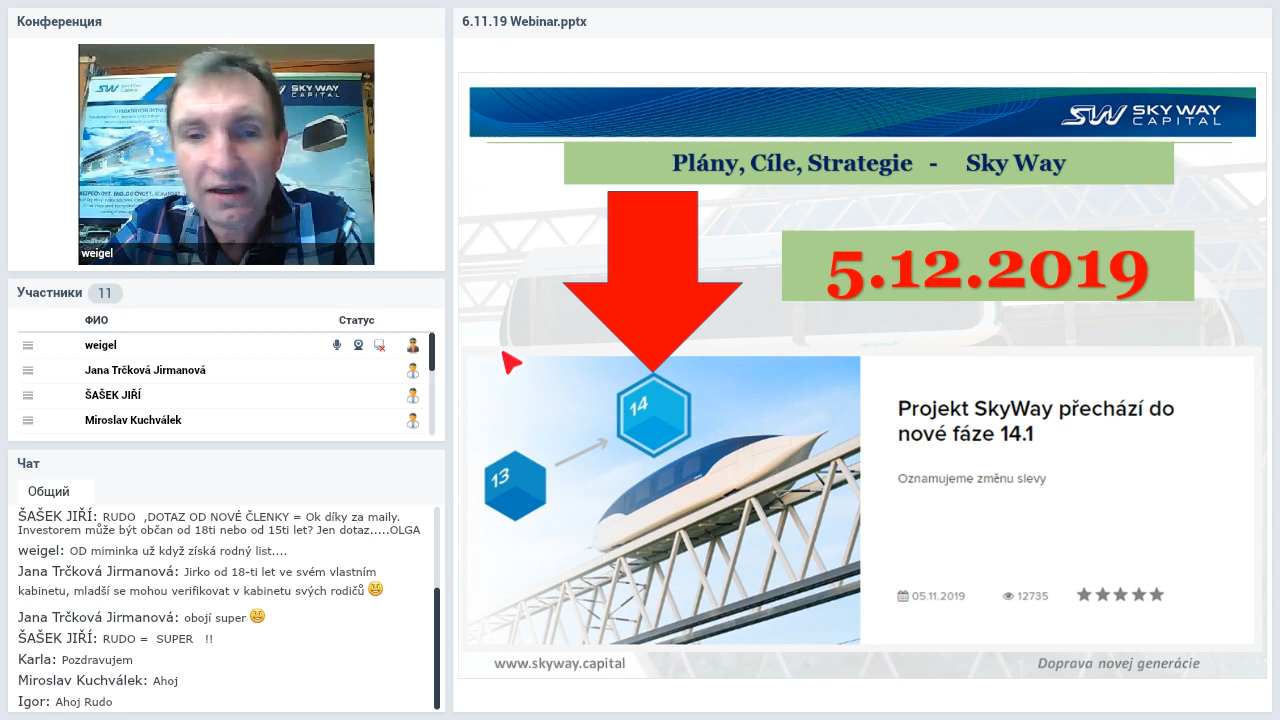 Конференция
SKY WAY
CAPITAL
weigel
Участники 11
ФИО Статус
weigel
Jana Trčková Jirmanová
ŠAŠEK JIŘÍ
Miroslav Kuchválek
Чат
Общий
ŠAŠEK JIŘÍ: RUDO ,DOTAZ OD NOVÉ ČLENKY = Ok díky za maily.
Investorem může být občan od 18ti nebo od 15ti let? Jen dotaz.....OLGA
weigel: OD miminka už když získá rodný list....
Jana Trčková Jirmanová: Jirko od 18-ti let ve svém vlastním
kabinetu, mladší se mohou verifikovat v kabinetu svých rodičů
Jana Trčková Jirmanová: obojí super
ŠAŠEK JIŘÍ: RUDO = SUPER !!
Karla: Pozdravujem
Miroslav Kuchválek: Ahoj
Igor: Ahoj Rudo
6.11.19 Webinar.pptx
SW SKY WAY
CAPITAL
Plány, Cíle, Strategie - Sky Way
5.12.2019
14
13
Projekt SkyWay přechází do
nové fáze 14.1
Oznamujeme změnu slevy
05.11.2019 12735
www.skyway.capital Doprava novej generácie